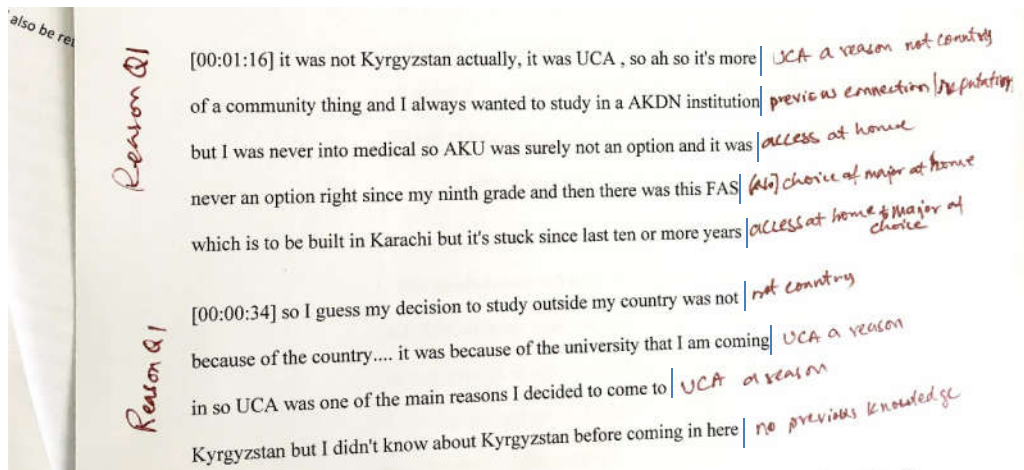 also be ret
Reason Q1
[00:01:16] it was not Kyrgyzstan actually, it was UCA , so ah so it's more UCA a reason not country
of a community thing and I always wanted to study in a AKDN institution previous connection/reputation
but I was never into medical so AKU was surely not an option and it was access at home
never an option right since my ninth grade and then there was this FAS [no] choice of major at home
which is to be built in Karachi but it's stuck since last ten or more years access at home & major of
choice
Reason Q1
[00:00:34] so I guess my decision to study outside my country was not not country
because of the country.... it was because of the university that I am coming UCA a reason
in so UCA was one of the main reasons I decided to come to UCA a reason
Kyrgyzstan but I didn't know about Kyrgyzstan before coming in here no previous knowledge